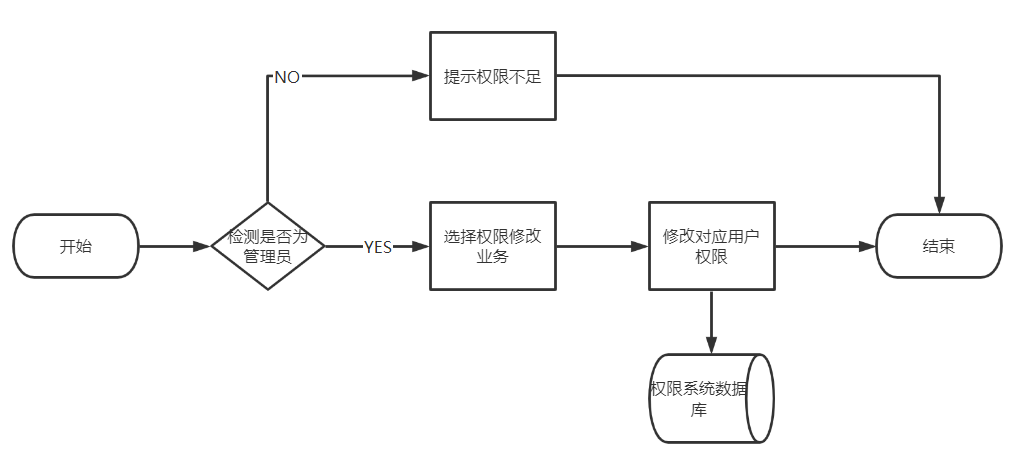 NO
提示权限不足
开始
检测是否为
管理员
YES
选择权限修改
业务
修改对应用户
权限
结束
权限系统数据
库